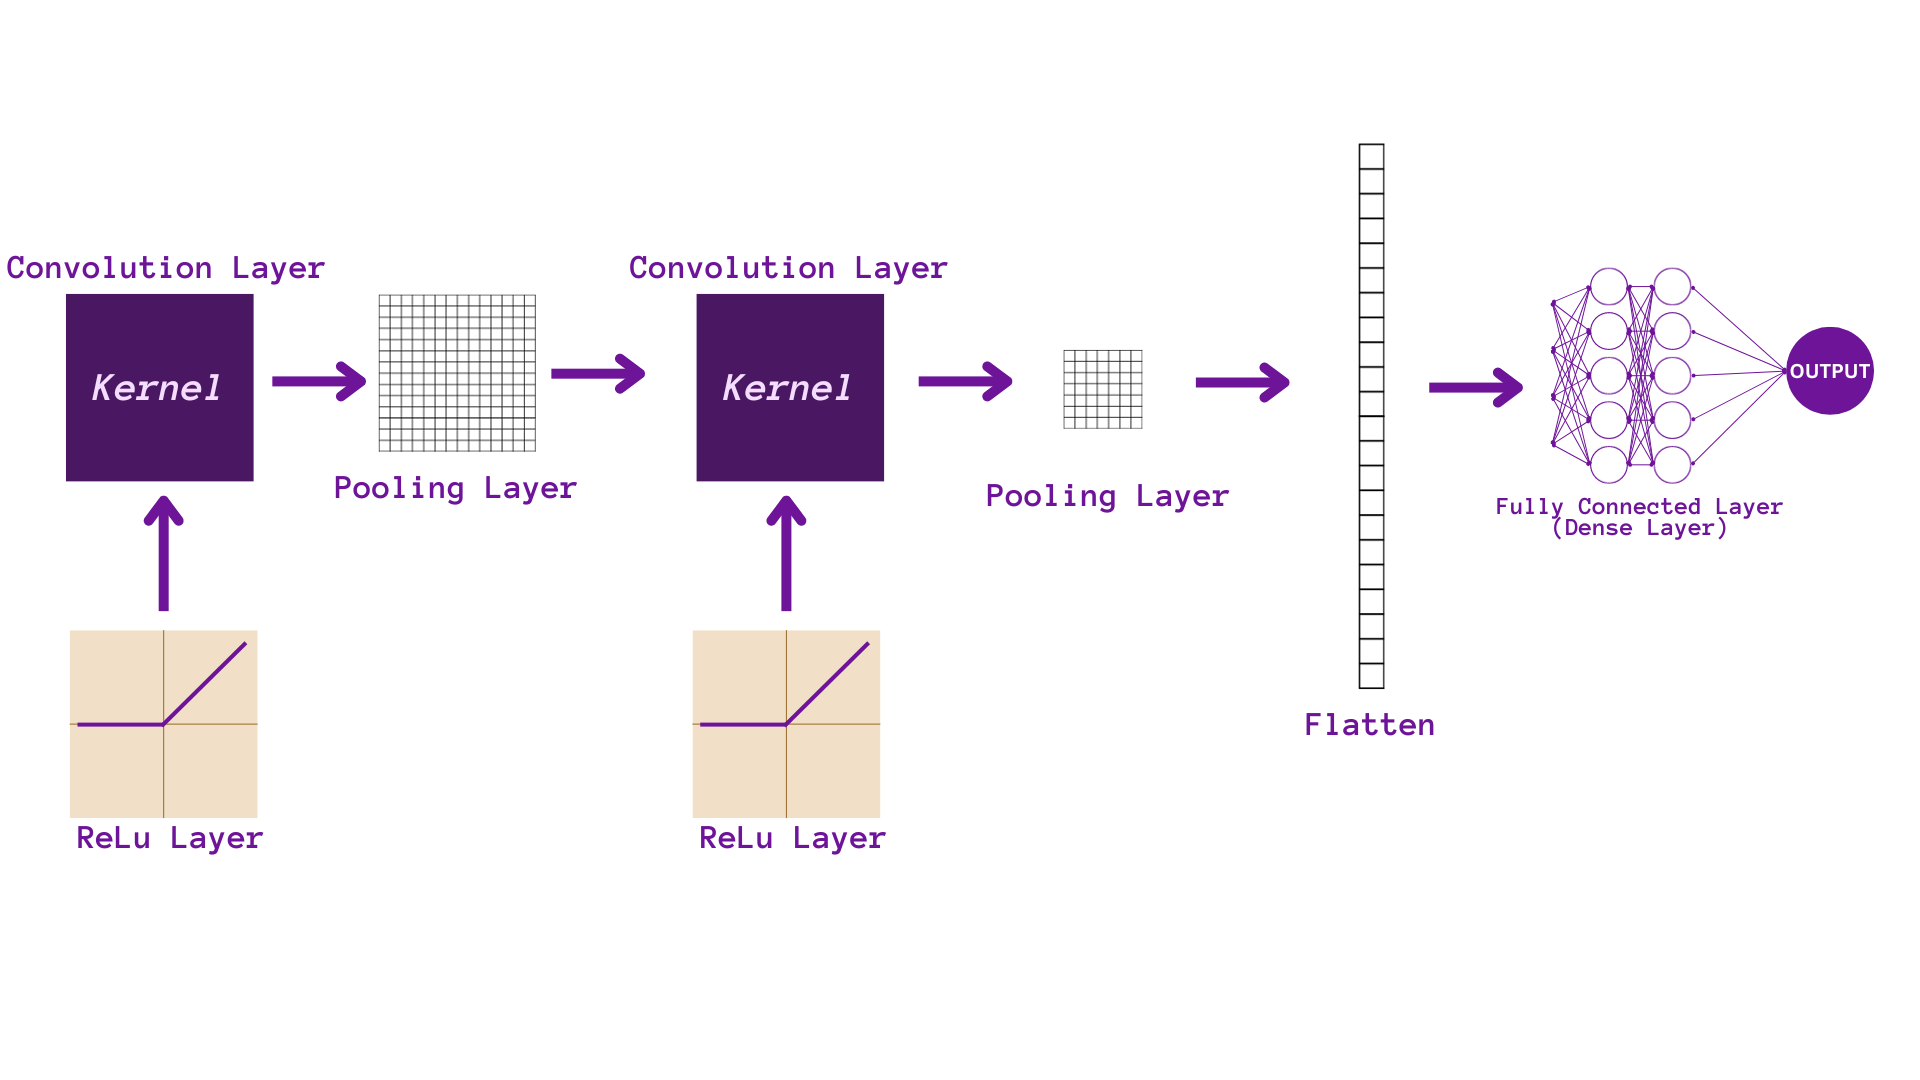 Convolution Layer
Kernel
ReLu Layer
Pooling Layer
Convolution Layer
Kernel
ReLu Layer
Pooling Layer
Flatten
Fully Connected Layer
(Dense Layer)
OUTPUT